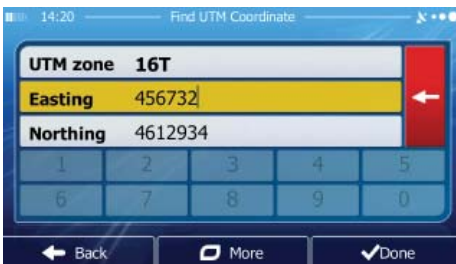 14:20 Find UTM Coordinate
UTM zone 16T
Easting 456732
Northing 4612934
1 2 3 4 5
6 7 8 9 0
Back More Done